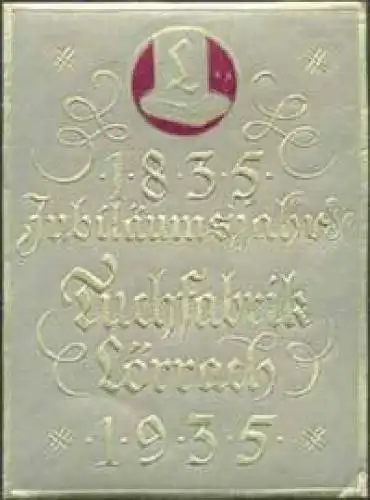 L
·1·8·3·5·
Jubiläumsjahr
Tuchfabrik
Lörrach
·1·9·3·5·